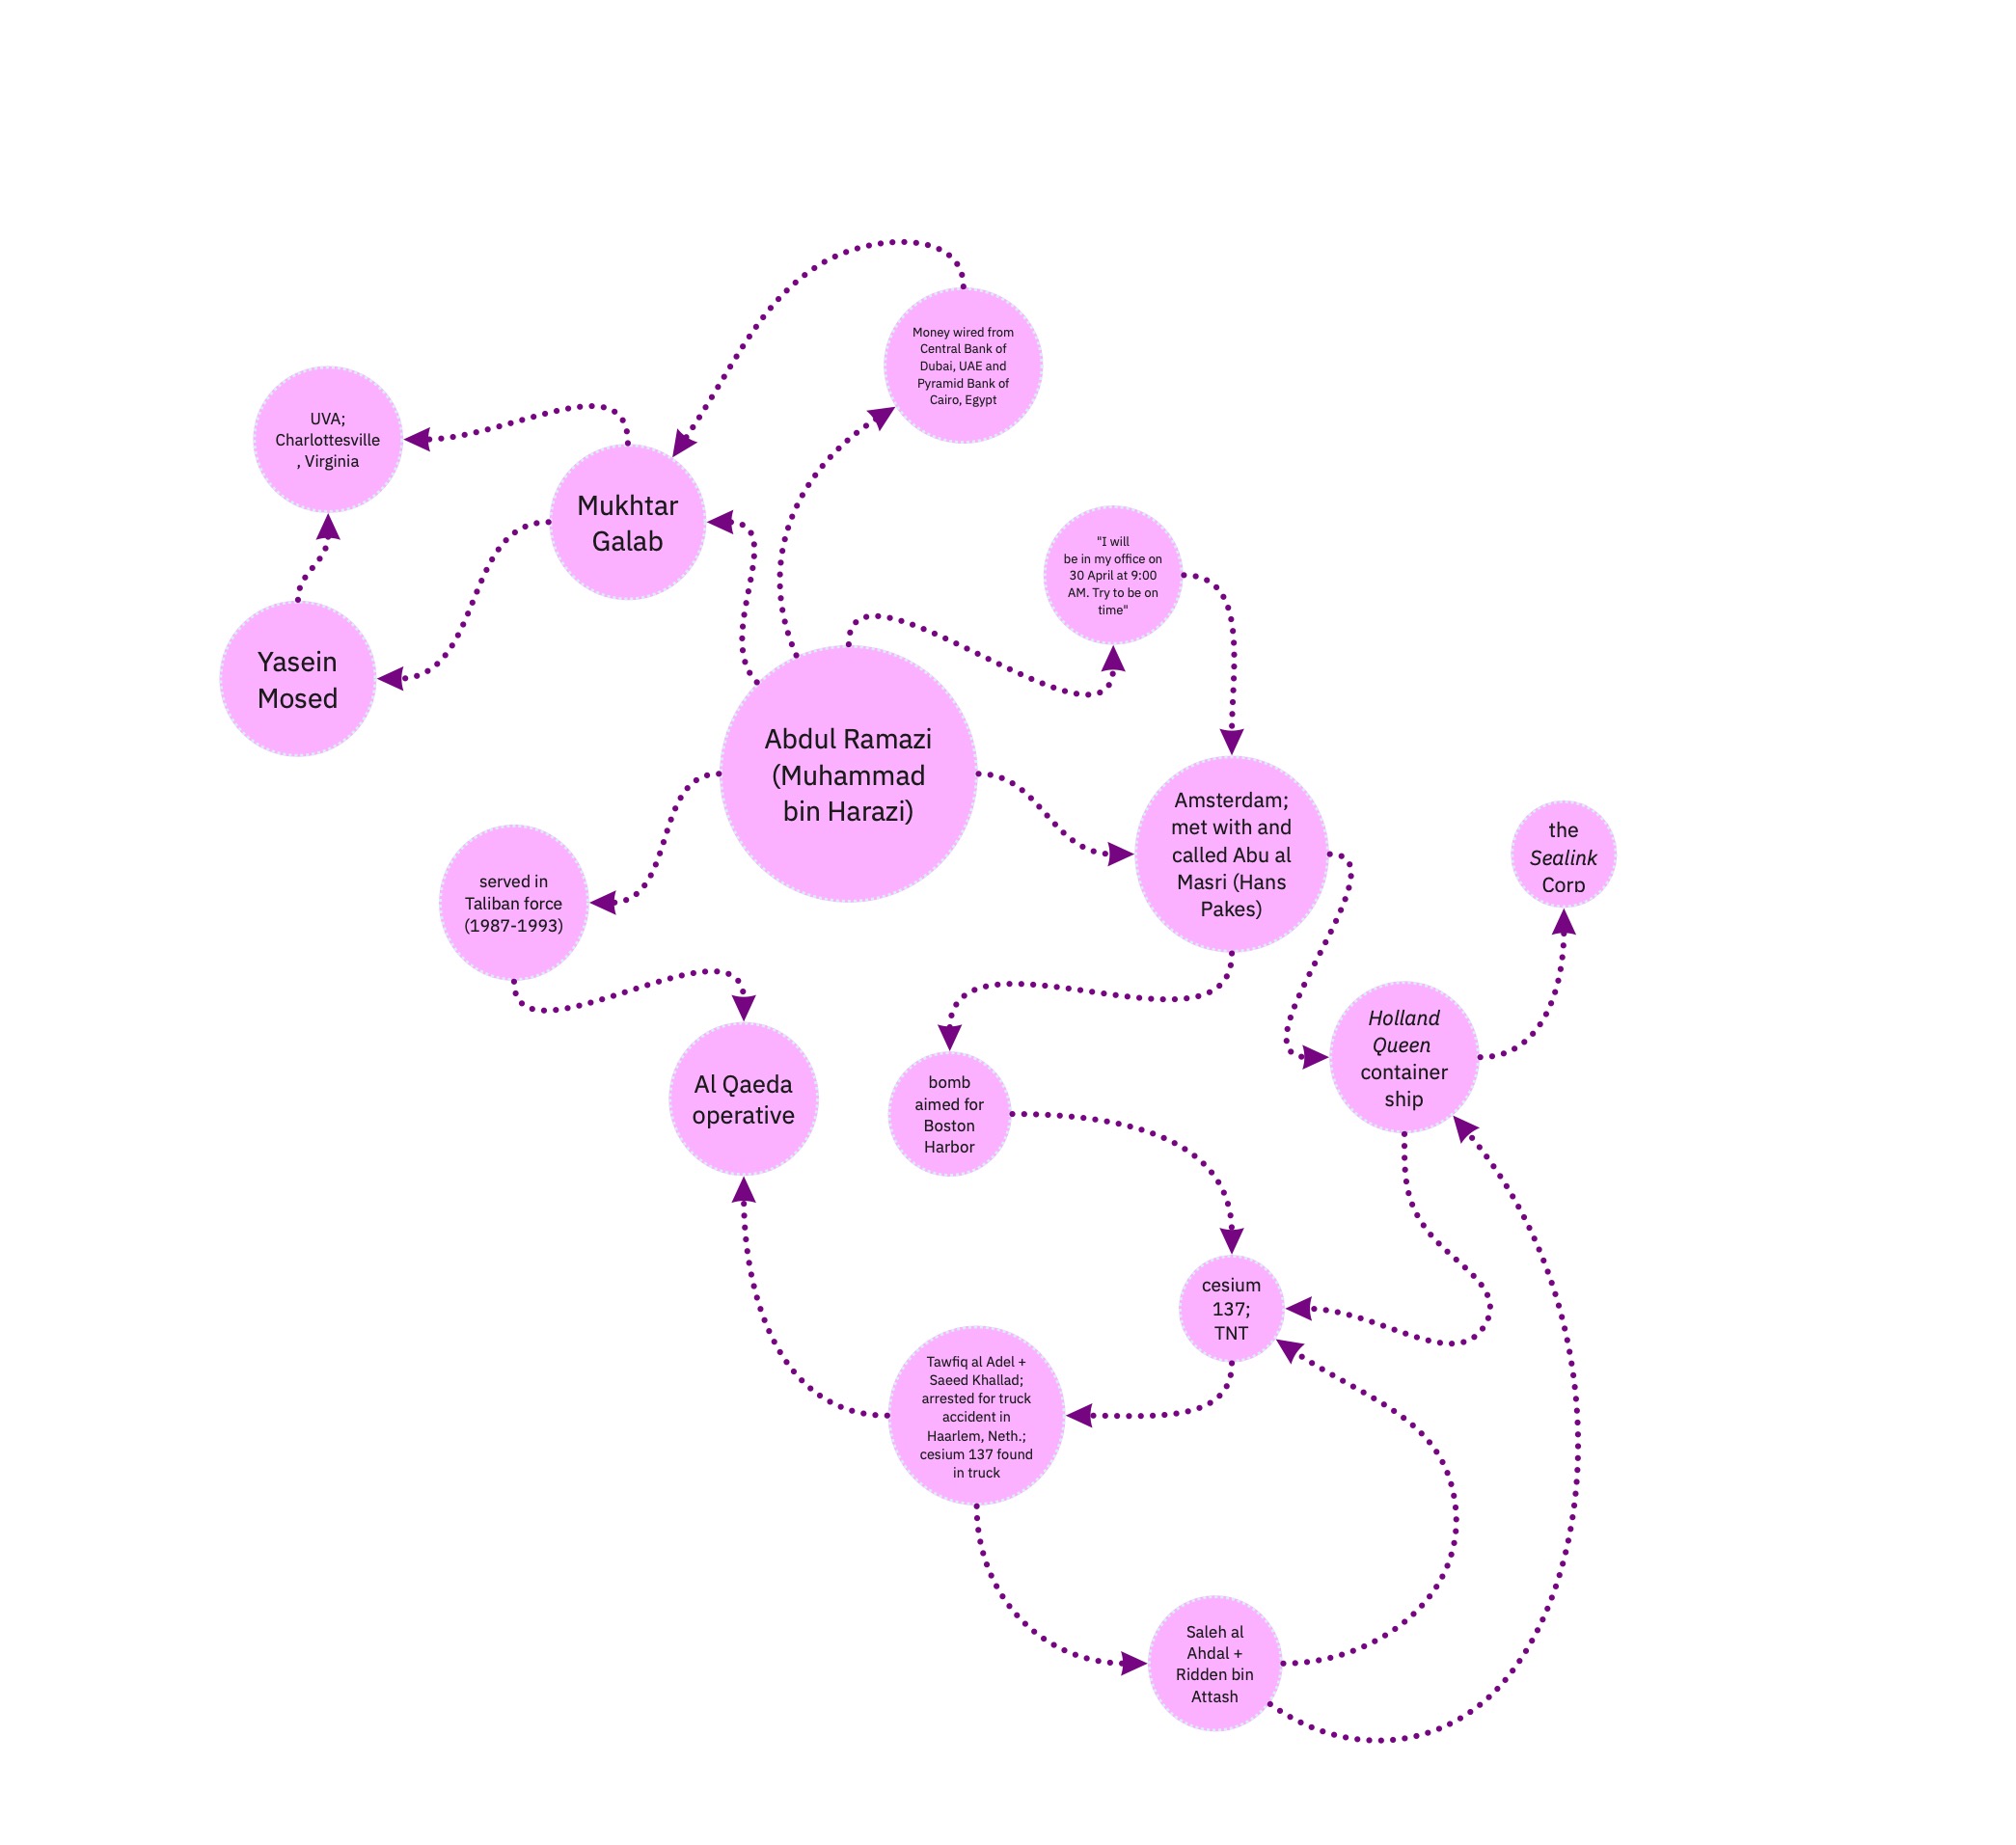 Money wired from
Central Bank of
Dubai, UAE and
Pyramid Bank of
Cairo, Egypt
UVA;
Charlottesville
, Virginia
Mukhtar
Galab
"I will
be in my office on
30 April at 9:00
AM. Try to be on
time"
Yasein
Mosed
Abdul Ramazi
(Muhammad
bin Harazi)
Amsterdam;
met with and
called Abu al
Masri (Hans
Pakes)
the
Sealink
Corp
served in
Taliban force
(1987-1993)
Holland
Queen
container
ship
Al Qaeda
operative
bomb
aimed for
Boston
Harbor
cesium
137;
TNT
Tawfiq al Adel +
Saeed Khallad;
arrested for truck
accident in
Haarlem, Neth.;
cesium 137 found
in truck
Saleh al
Ahdal +
Ridden bin
Attash